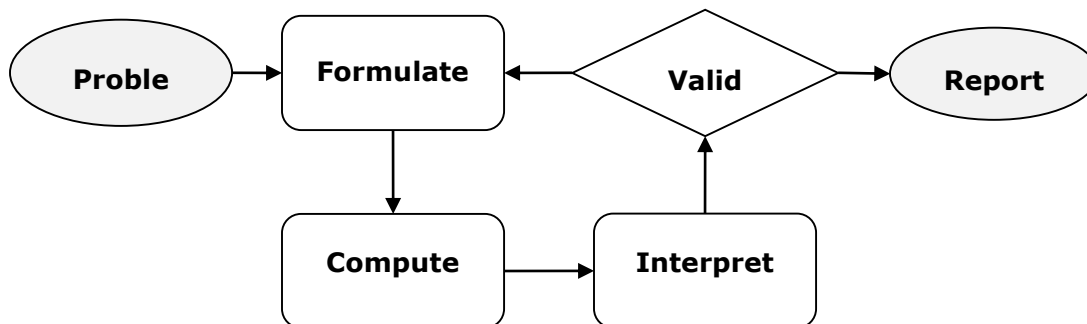 Proble
Formulate
Valid
Report
Compute
Interpret